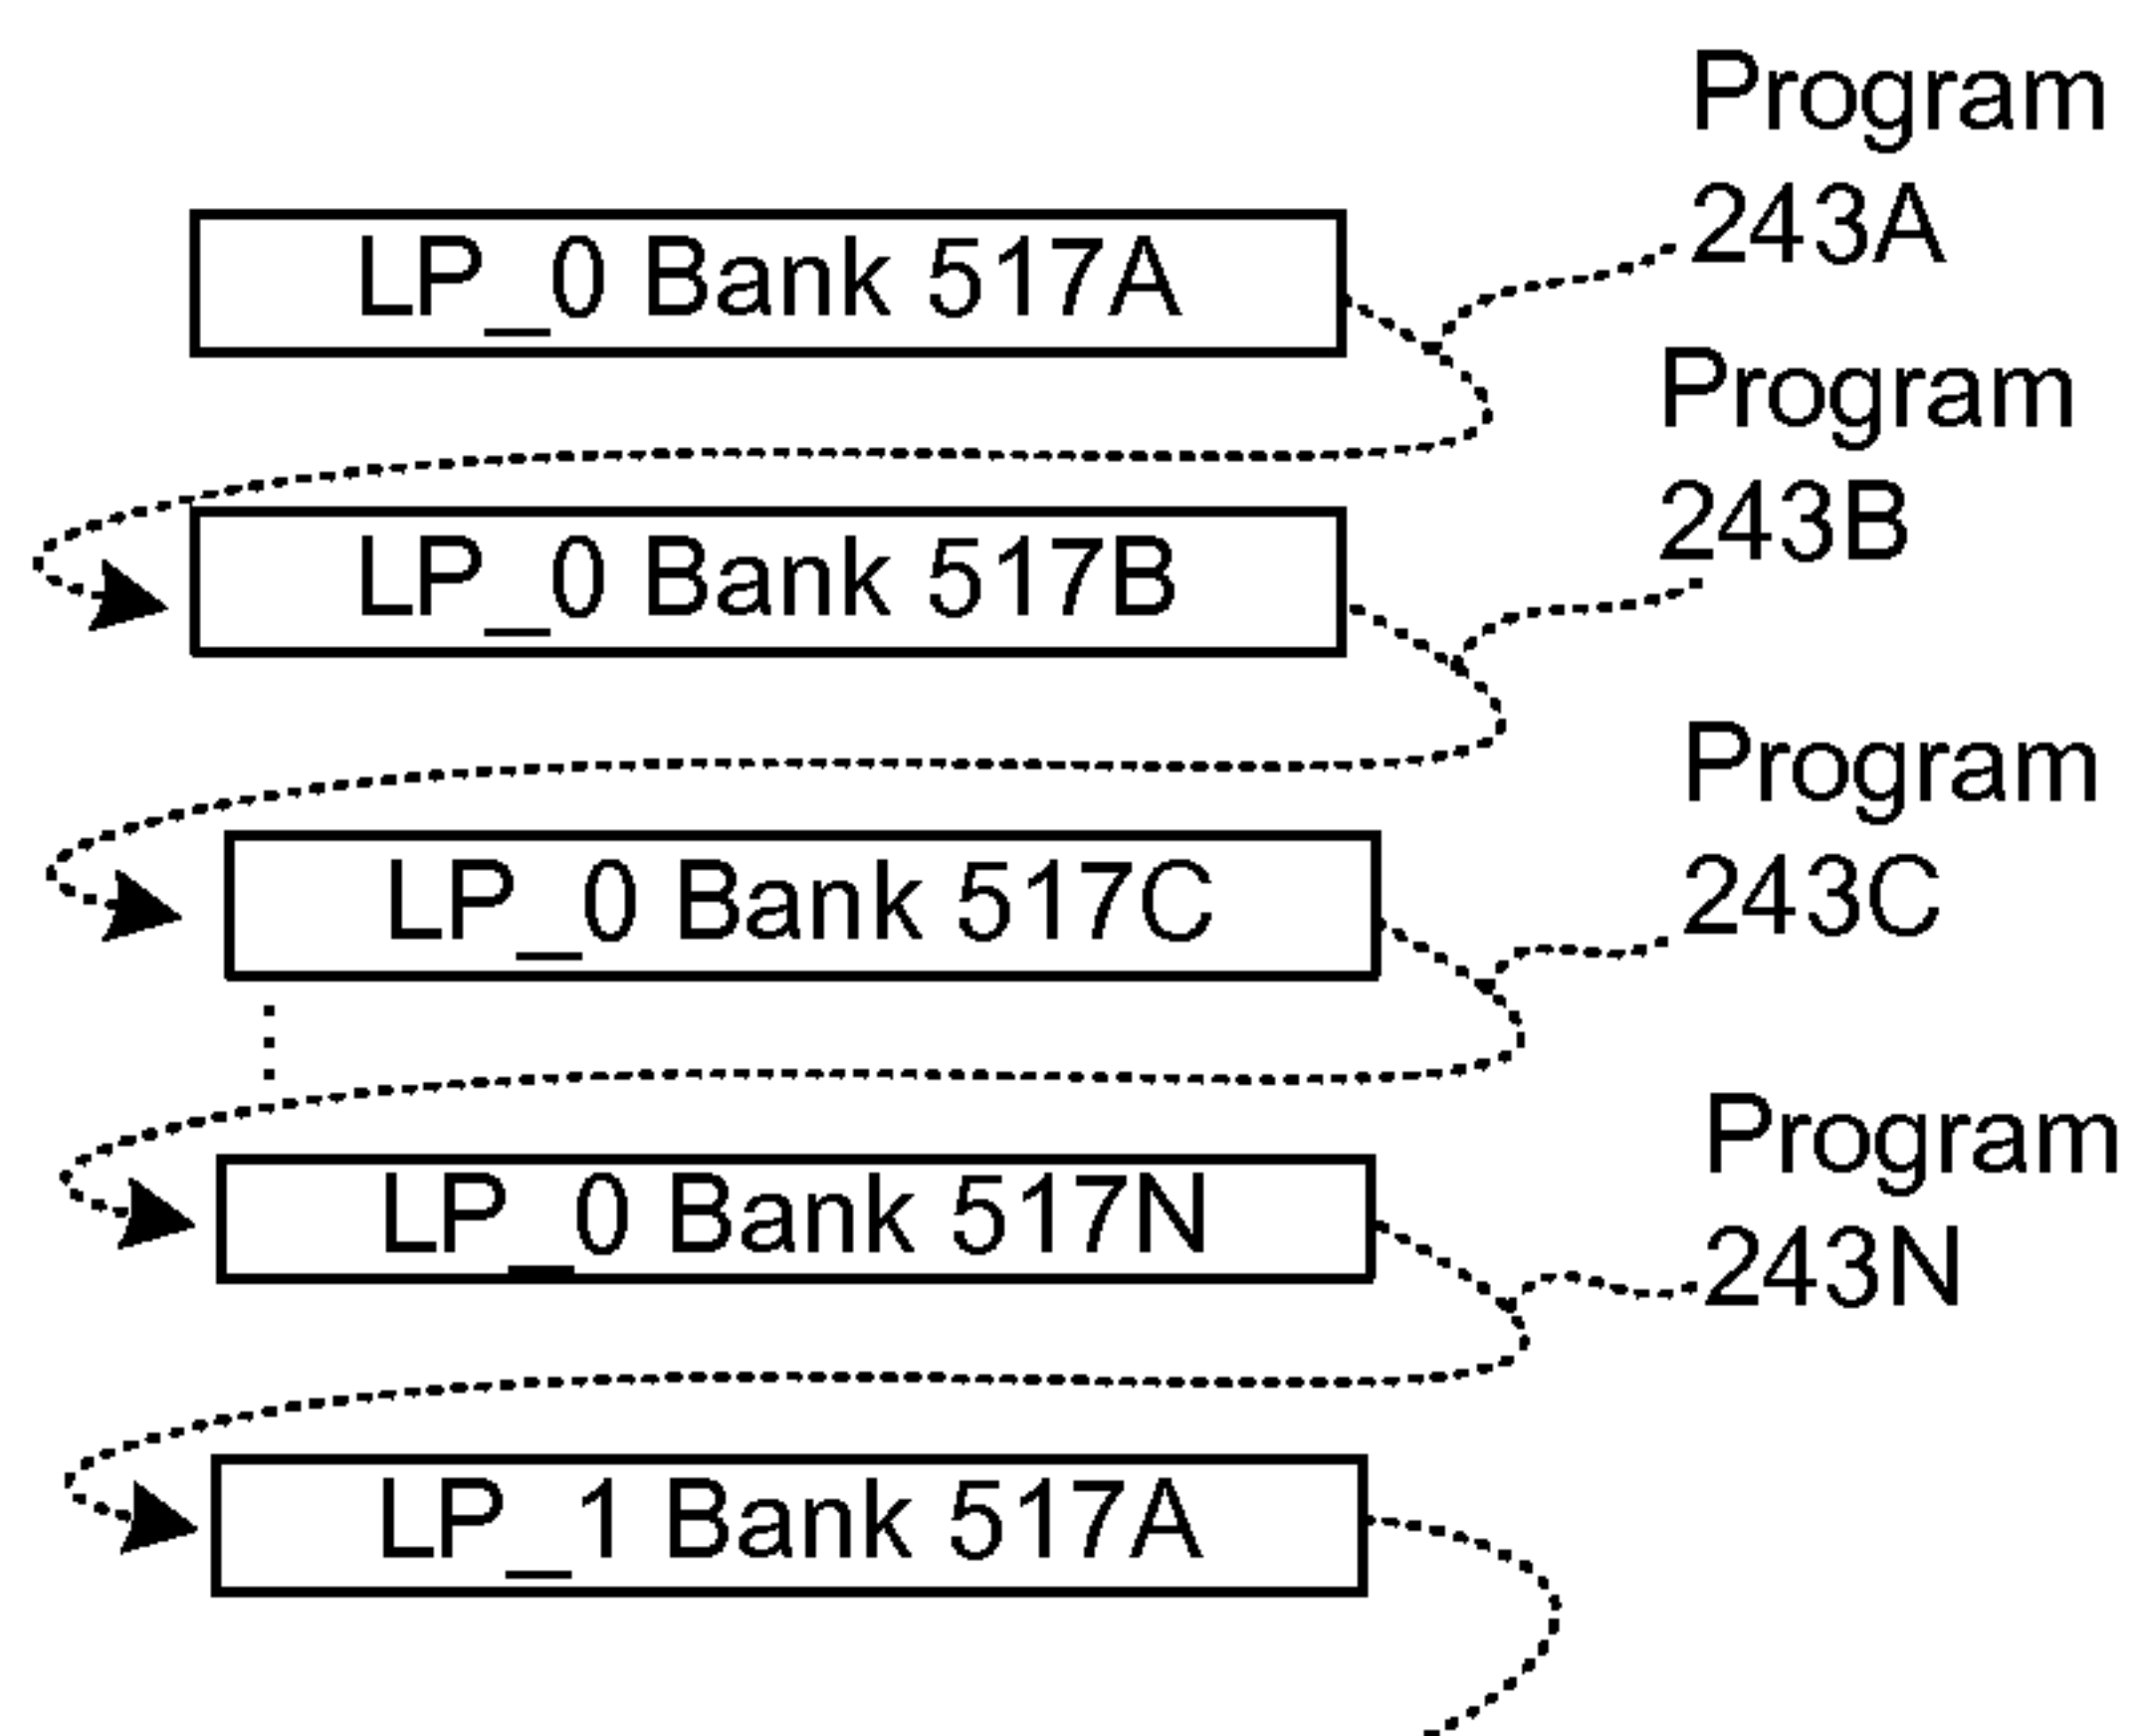 Program
243A
LP_0 Bank 517A
Program
243B
LP_0 Bank 517B
Program
243C
LP_0 Bank 517C
Program
243N
LP_0 Bank 517N
LP_1 Bank 517A